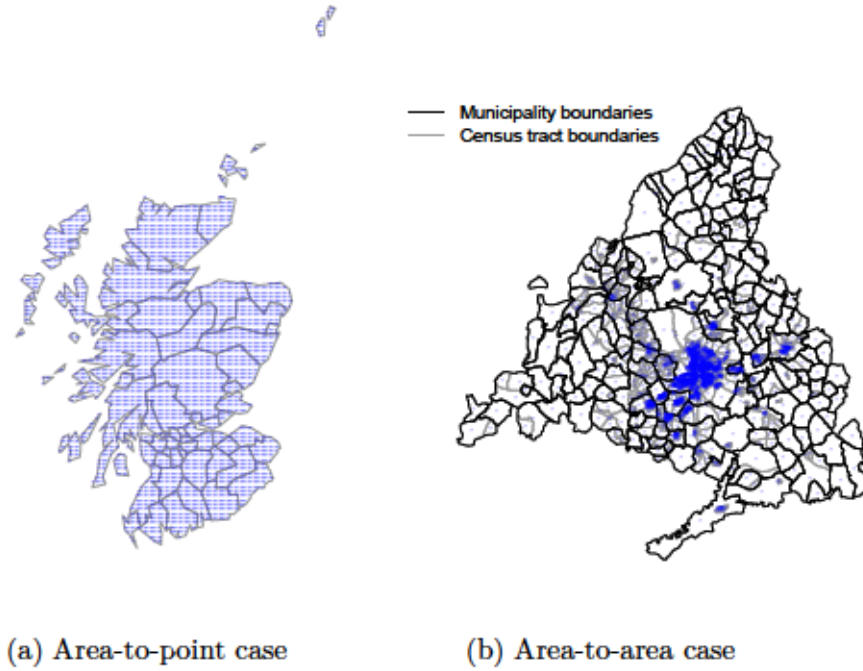 Municipality boundaries
Census tract boundaries
(a) Area-to-point case
(b) Area-to-area case